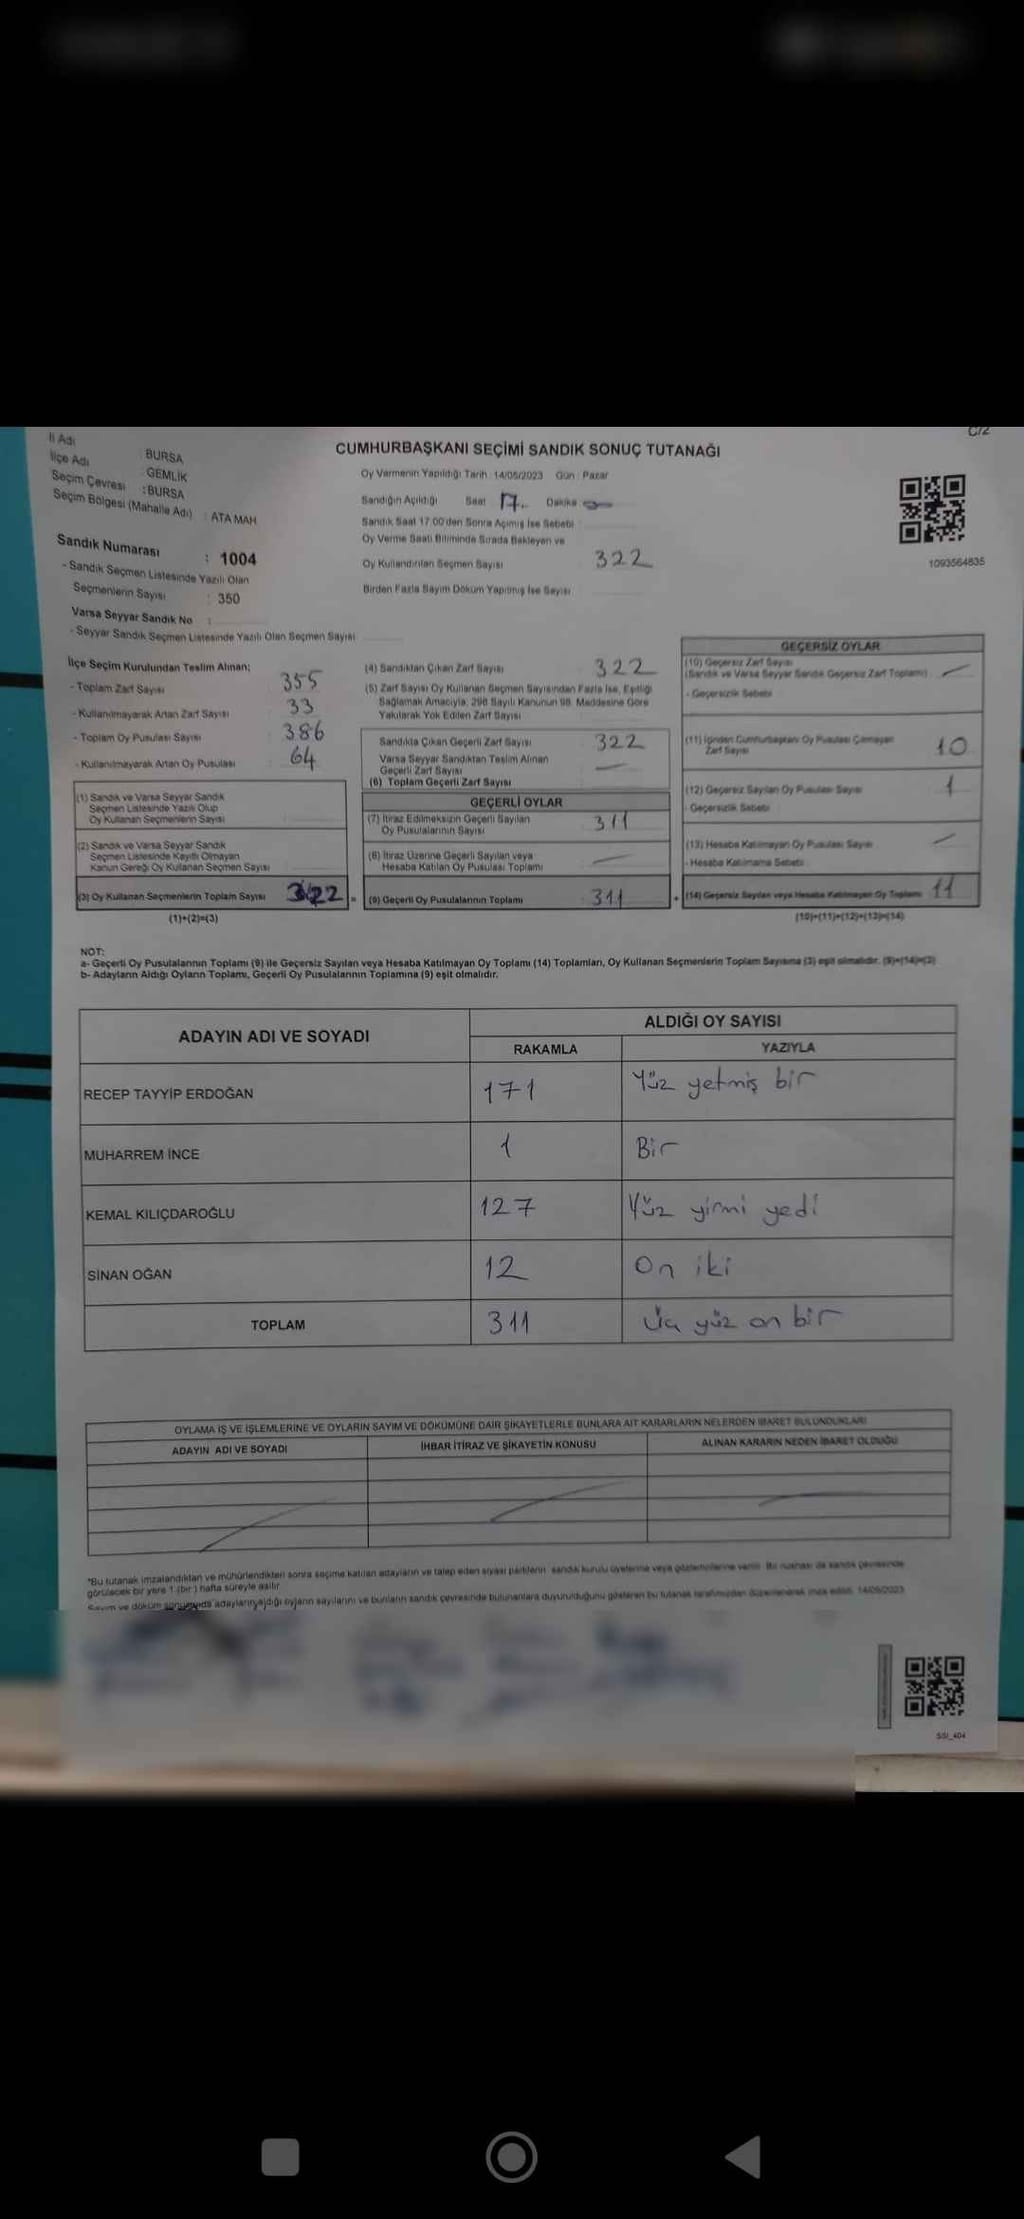 C/2
İl Adı
İlçe Adı : BURSA
Seçim Çevresi GEMLİK
Seçim Bölgesi (Mahalle Adı) : BURSA
: ATA MAH
CUMHURBAŞKANI SEÇİMİ SANDIK SONUÇ TUTANAĞI
Oy Vermenin Yapıldığı Tarih 14/05/2023 Gün : Pazar
Sandığın Açıldığı Saat 17. Dakika
Sandık Saat 17.00'den Sonra Açılmış İse Sebebi :
Oy Verme Saati Bitiminde Sırada Bekleyen ve
Oy Kullandırılan Seçmen Sayısı : 322
Birden Fazla Sayım Döküm Yapılmış İse Sayısı
1093564835
Sandık Numarası : 1004
- Sandık Seçmen Listesinde Yazılı Olan
Seçmenlerin Sayısı : 350
Varsa Seyyar Sandık No :
- Seyyar Sandık Seçmen Listesinde Yazılı Olan Seçmen Sayısı
İlçe Seçim Kurulundan Teslim Alınan;
- Toplam Zarf Sayısı 355
- Kullanılmayarak Artan Zarf Sayısı 33
- Toplam Oy Pusulası Sayısı 386
- Kullanılmayarak Artan Oy Pusulası 64
(1) Sandık ve Varsa Seyyar Sandık
Seçmen Listesinde Yazılı Olup
Oy Kullanan Seçmenlerin Sayısı
(2) Sandık ve Varsa Seyyar Sandık
Seçmen Listesinde Kayıtlı Olmayan
Kanun Gereği Oy Kullanan Seçmen Sayısı
(3) Oy Kullanan Seçmenlerin Toplam Sayısı 322 =
(1)+(2)=(3)
(4) Sandıktan Çıkan Zarf Sayısı 322
(5) Zarf Sayısı Oy Kullanan Seçmen Sayısından Fazla İse, Eşitliği
Sağlamak Amacıyla, 298 Sayılı Kanunun 98. Maddesine Göre
Yakılarak Yok Edilen Zarf Sayısı
Sandıkta Çıkan Geçerli Zarf Sayısı 322
Varsa Seyyar Sandıktan Teslim Alınan
Geçerli Zarf Sayısı
(6) Toplam Geçerli Zarf Sayısı
GEÇERLİ OYLAR
(7) İtiraz Edilmeksizin Geçerli Sayılan
Oy Pusulalarının Sayısı 311
(8) İtiraz Üzerine Geçerli Sayılan veya
Hesaba Katılan Oy Pusulası Toplamı
(9) Geçerli Oy Pusulalarının Toplamı 311 +
GEÇERSİZ OYLAR
(10) Geçersiz Zarf Sayısı
(Sandık ve Varsa Seyyar Sandık Geçersiz Zarf Toplamı)
- Geçersizlik Sebebi
(11) İçinden Cumhurbaşkanı Oy Pusulası Çıkmayan
Zarf Sayısı 10
(12) Geçersiz Sayılan Oy Pusulası Sayısı 1
- Geçersizlik Sebebi
(13) Hesaba Katılmayan Oy Pusulası Sayısı
- Hesaba Katılmama Sebebi
(14) Geçersiz Sayılan veya Hesaba Katılmayan Oy Toplamı 11
(10)+(11)+(12)+(13)=(14)
NOT:
a- Geçerli Oy Pusulalarının Toplamı (9) ile Geçersiz Sayılan veya Hesaba Katılmayan Oy Toplamı (14) Toplamları, Oy Kullanan Seçmenlerin Toplam Sayısına (3) eşit olmalıdır. (9)+(14)=(3)
b- Adayların Aldığı Oyların Toplamı, Geçerli Oy Pusulalarının Toplamına (9) eşit olmalıdır.
ADAYIN ADI VE SOYADI ALDIĞI OY SAYISI
RAKAMLA YAZIYLA
RECEP TAYYİP ERDOĞAN 171 Yüz yetmiş bir
MUHARREM İNCE 1 Bir
KEMAL KILIÇDAROĞLU 127 Yüz yirmi yedi
SİNAN OĞAN 12 On iki
TOPLAM 311 Üç yüz on bir
OYLAMA İŞ VE İŞLEMLERİNE VE OYLARIN SAYIM VE DÖKÜMÜNE DAİR ŞİKAYETLERLE BUNLARA AİT KARARLARIN NELERDEN İBARET BULUNDUKLARI
ADAYIN ADI VE SOYADI İHBAR İTİRAZ VE ŞİKAYETİN KONUSU ALINAN KARARIN NEDEN İBARET OLDUĞU
*Bu tutanak imzalandıktan ve mühürlendikten sonra seçime katılan adayların ve talep eden siyasi partilerin sandık kurulu üyelerine veya gözlemcilerine verilir. Bir nüshası da sandık çevresinde
görülecek bir yere 1 (bir) hafta süreyle asılır.
Sayım ve döküm sonucunda adayların aldığı oyların sayılarını ve bunların sandık çevresinde bulunanlara duyurulduğunu gösteren bu tutanak tarafımızdan düzenlenerek imza edildi. 14/05/2023
SSI_404